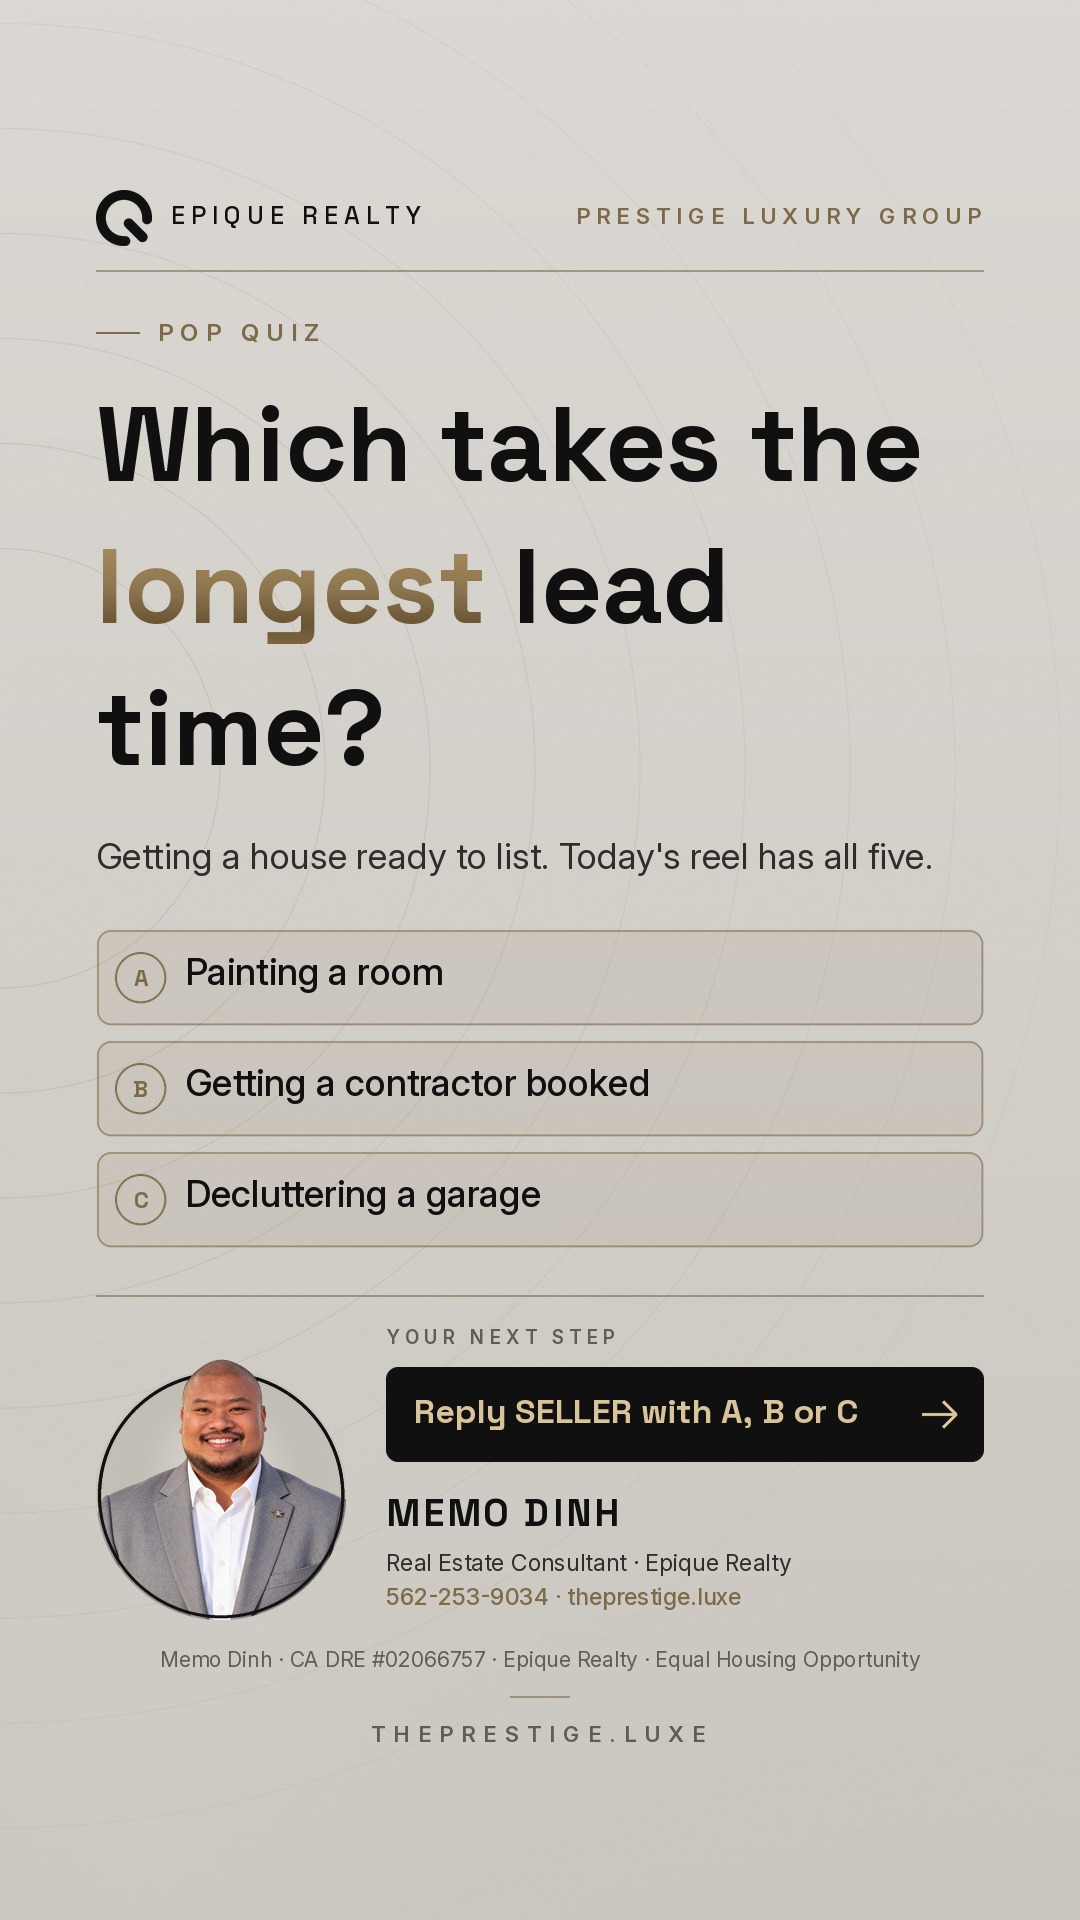 EPIQUE REALTY
PRESTIGE LUXURY GROUP
POP QUIZ
Which takes the
longest lead
time?
Getting a house ready to list. Today's reel has all five.
A Painting a room
B Getting a contractor booked
C Decluttering a garage
YOUR NEXT STEP
Reply SELLER with A, B or C →
MEMO DINH
Real Estate Consultant · Epique Realty
562-253-9034 · theprestige.luxe
Memo Dinh · CA DRE #02066757 · Epique Realty · Equal Housing Opportunity
THEPRESTIGE.LUXE